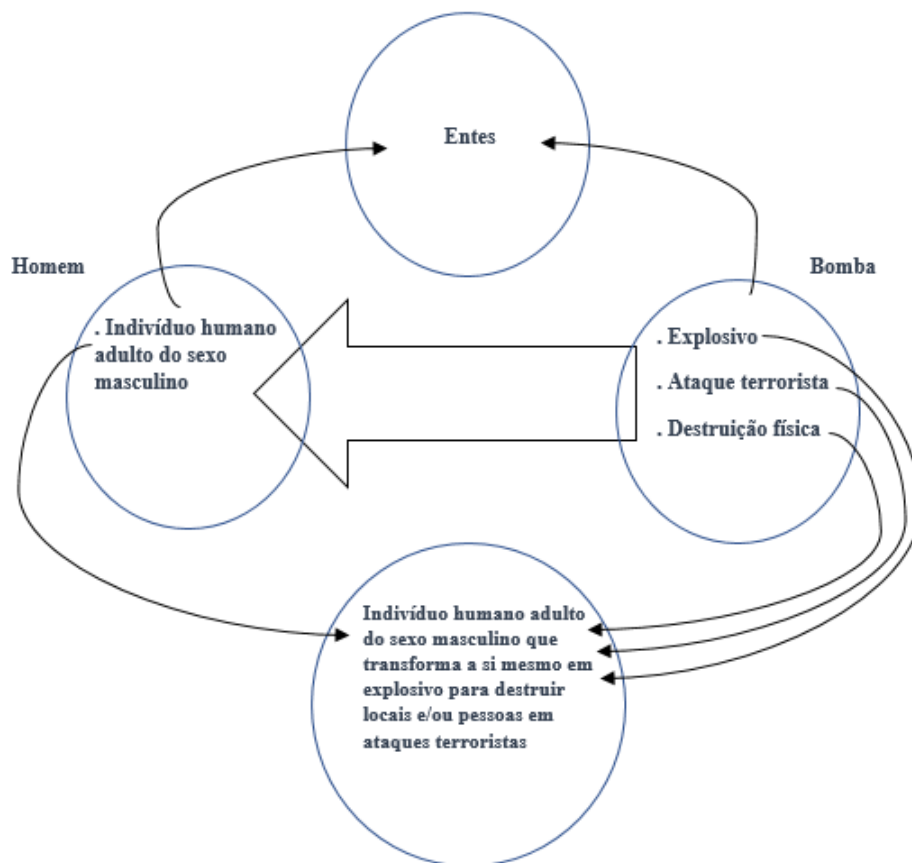 Entes
Homem
Bomba
. Indivíduo humano
adulto do sexo
masculino
. Explosivo
. Ataque terrorista
. Destruição física
Indivíduo humano adulto
do sexo masculino que
transforma a si mesmo em
explosivo para destruir
locais e/ou pessoas em
ataques terroristas